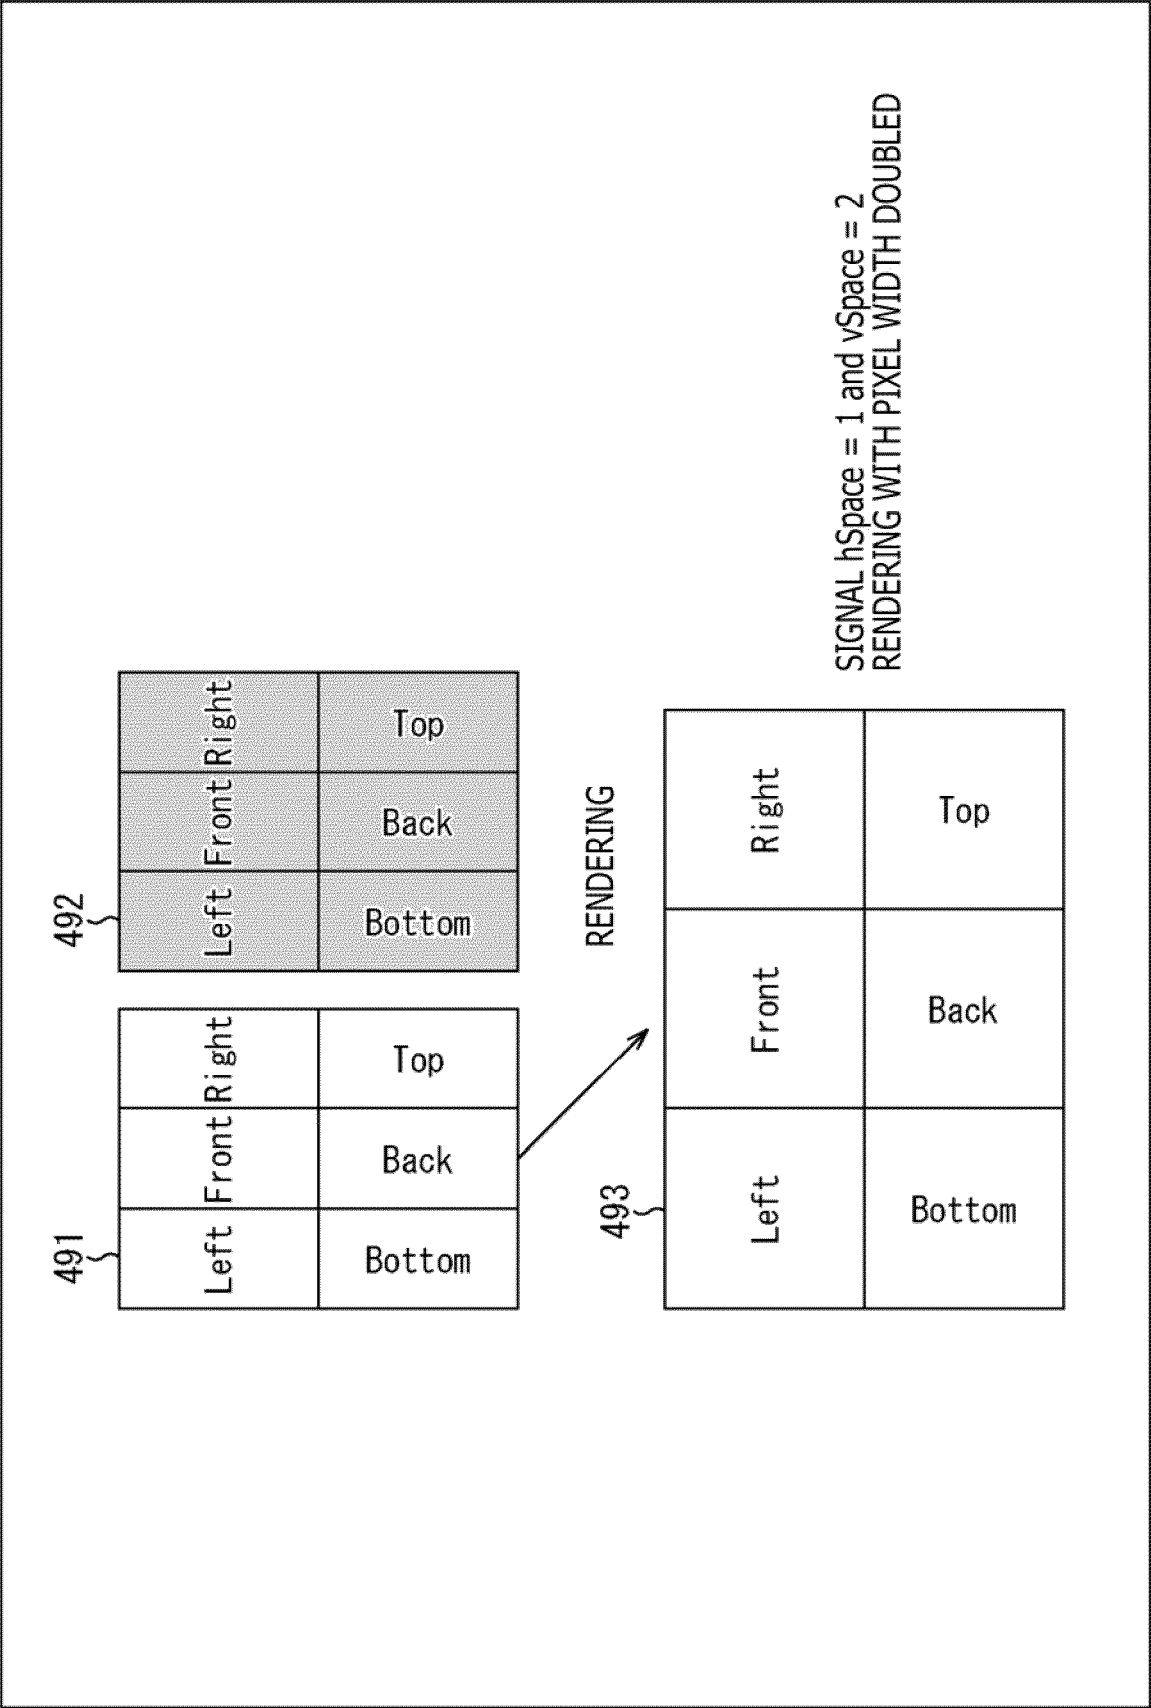 491
Left
Front
Right
Bottom
Back
Top
492
Left
Front
Right
Bottom
Back
Top
RENDERING
493
Left
Front
Right
Bottom
Back
Top
SIGNAL hSpace = 1 and vSpace = 2
RENDERING WITH PIXEL WIDTH DOUBLED